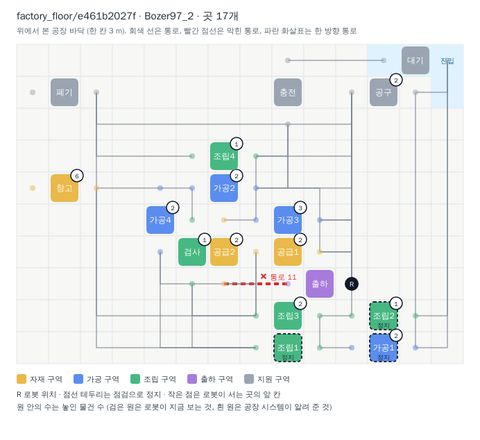 factory_floor/e461b2027f · Bozer97_2 · 곳 17개
위에서 본 공장 바닥 (한 칸 3 m). 회색 선은 통로, 빨간 점선은 막힌 통로, 파란 화살표는 한 방향 통로
대기
진입
폐기
충전
공구
2
조립4
1
창고
6
가공2
2
가공4
2
가공3
3
검사
1
공급2
2
공급1
2
✖ 통로 11
출하
R
조립3
2
조립2
1
정지
조립1
정지
가공1
2
정지
자재 구역
가공 구역
조립 구역
출하 구역
지원 구역
R 로봇 위치 · 점선 테두리는 점검으로 정지 · 작은 점은 로봇이 서는 곳의 앞 칸
원 안의 수는 놓인 물건 수 (검은 원은 로봇이 지금 보는 것, 흰 원은 공장 시스템이 알려 준 것)